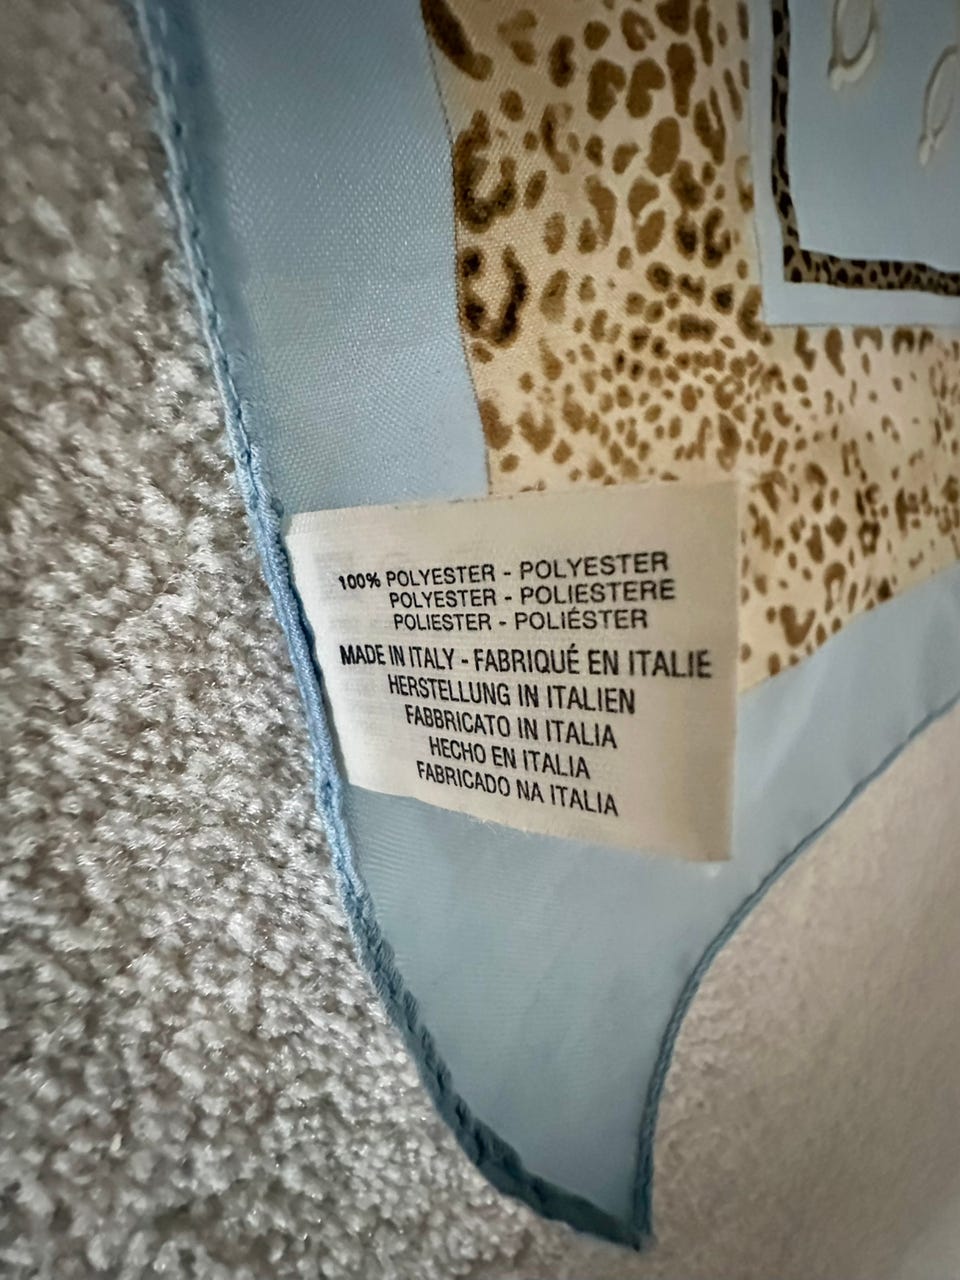 100% POLYESTER - POLYESTER
POLYESTER - POLIESTERE
POLIESTER - POLIÉSTER
MADE IN ITALY - FABRIQUÉ EN ITALIE
HERSTELLUNG IN ITALIEN
FABBRICATO IN ITALIA
HECHO EN ITALIA
FABRICADO NA ITALIA